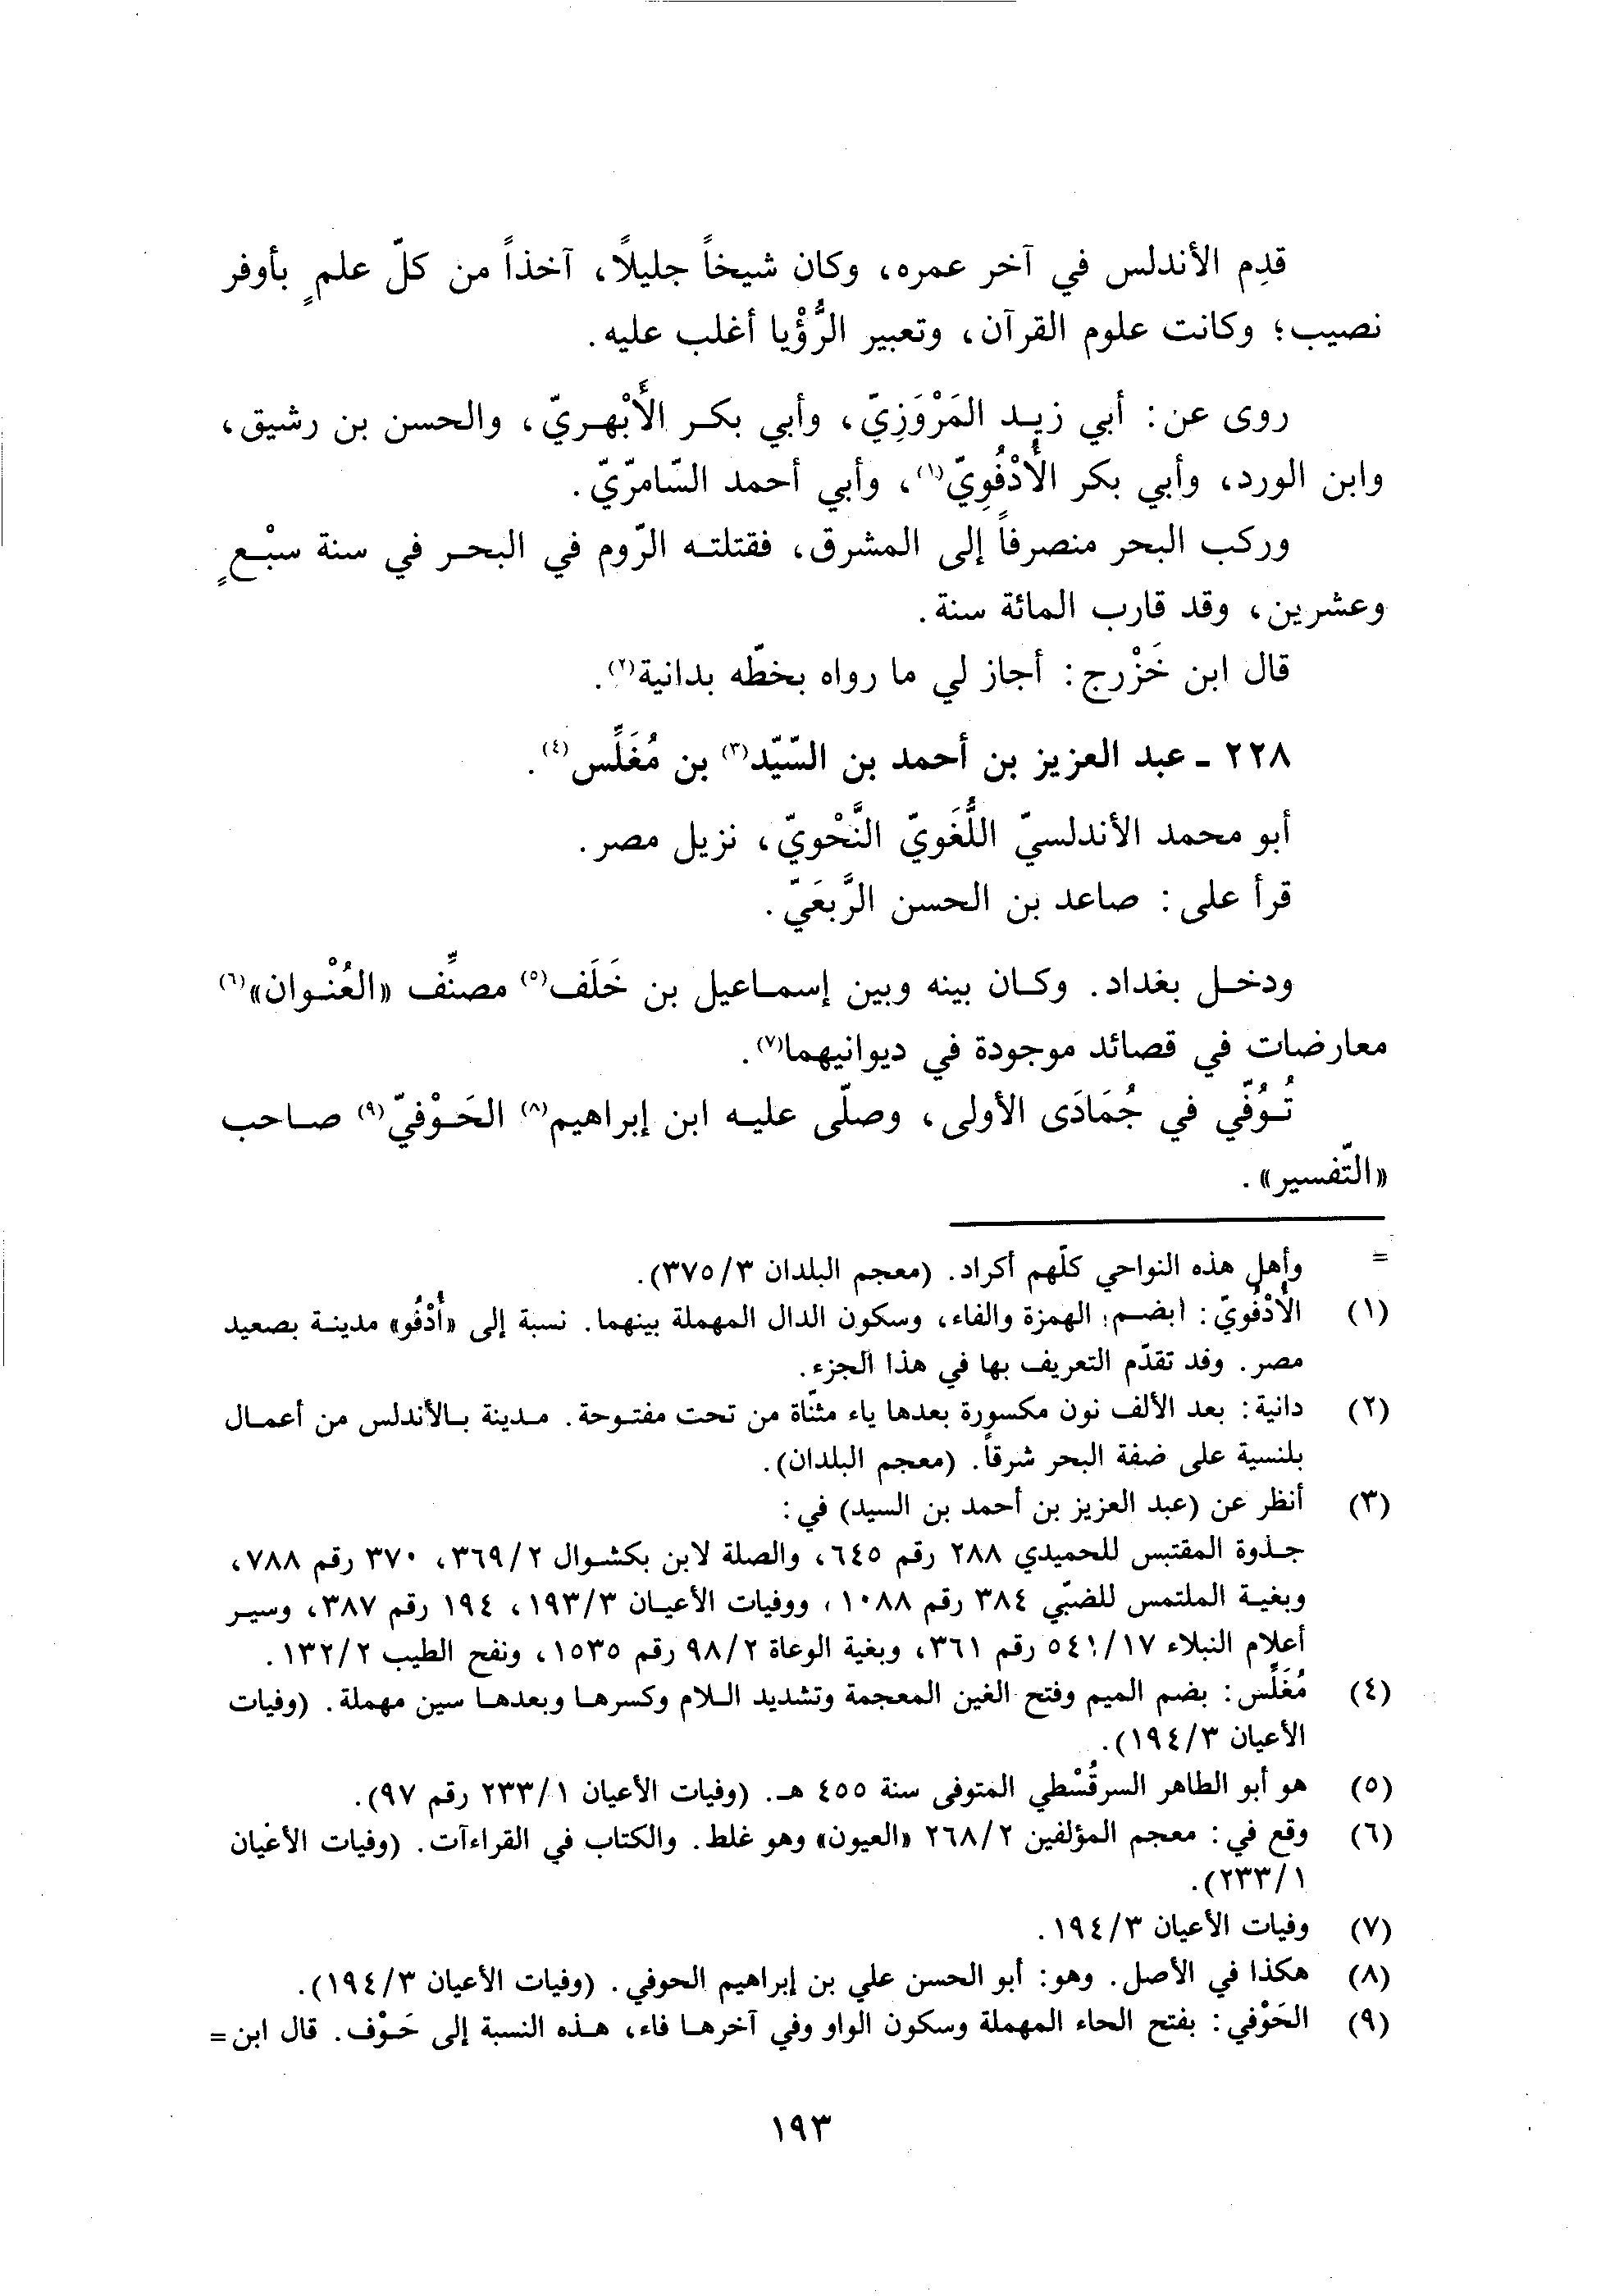 قدِم الأندلس في آخر عمره، وكان شيخاً جليلاً، آخذاً من كلّ علمٍ بأوفر
نصيب؛ وكانت علوم القرآن، وتعبير الرُّؤْيا أغلب عليه.
روى عن: أبي زيد المَرْوَزِيّ، وأبي بكر الأَبْهريّ، والحسن بن رشيق،
وابن الورد، وأبي بكر الأُدْفُوِيّ(١)، وأبي أحمد السّامرّيّ.
وركب البحر منصرفاً إلى المشرق، فقتلته الرّوم في البحر في سنة سبْعٍ
وعشرين، وقد قارب المائة سنة.
قال ابن خَزْرج: أجاز لي ما رواه بخطّه بدانية(٢).
٢٢٨ - عبد العزيز بن أحمد بن السَّيّد(٣) بن مُغَلِّس(٤).
أبو محمد الأندلسيّ اللُّغَويّ النَّحْويّ، نزيل مصر.
قرأ على: صاعد بن الحسن الرَّبعَيّ.
ودخل بغداد. وكان بينه وبين إسماعيل بن خَلَف(٥) مصنِّف «العُنْوان»(٦)
معارضات في قصائد موجودة في ديوانيهما(٧).
تُوُفّي في جُمَادَى الأولى، وصلّى عليه ابن إبراهيم(٨) الحَوْفيّ(٩) صاحب
«التّفسير».
= وأهل هذه النواحي كلّهم أكراد. (معجم البلدان ٣/٣٧٥).
(١) الأُدْفُويّ: بضم الهمزة والفاء، وسكون الدال المهملة بينهما. نسبة إلى «أُدْفُو» مدينة بصعيد
مصر. وقد تقدّم التعريف بها في هذا الجزء.
(٢) دانية: بعد الألف نون مكسورة بعدها ياء مثنّاة من تحت مفتوحة. مدينة بالأندلس من أعمال
بلنسية على ضفة البحر شرقاً. (معجم البلدان).
(٣) أنظر عن (عبد العزيز بن أحمد بن السيد) في:
جذوة المقتبس للحميدي ٢٨٨ رقم ٦٤٥، والصلة لابن بكشوال ٢/٣٦٩، ٣٧٠ رقم ٧٨٨،
وبغية الملتمس للضبّي ٣٨٤ رقم ١٠٨٨، ووفيات الأعيان ٣/١٩٣، ١٩٤ رقم ٣٨٧، وسير
أعلام النبلاء ١٧/٥٤١ رقم ٣٦١، وبغية الوعاة ٢/٩٨ رقم ١٥٣٥، ونفح الطيب ٢/١٣٢.
(٤) مُغَلِّس: بضم الميم وفتح الغين المعجمة وتشديد اللام وكسرها وبعدها سين مهملة. (وفيات
الأعيان ٣/١٩٤).
(٥) هو أبو الطاهر السرقُسْطي المتوفى سنة ٤٥٥ هـ. (وفيات الأعيان ١/٢٣٣ رقم ٩٧).
(٦) وقع في: معجم المؤلفين ٢/٢٦٨ «العيون» وهو غلط. والكتاب في القراءآت. (وفيات الأعيان
١/٢٣٣).
(٧) وفيات الأعيان ٣/١٩٤.
(٨) هكذا في الأصل. وهو: أبو الحسن علي بن إبراهيم الحوفي. (وفيات الأعيان ٣/١٩٤).
(٩) الحَوْفي: بفتح الحاء المهملة وسكون الواو وفي آخرها فاء، هذه النسبة إلى حَوْف. قال ابن =
١٩٣